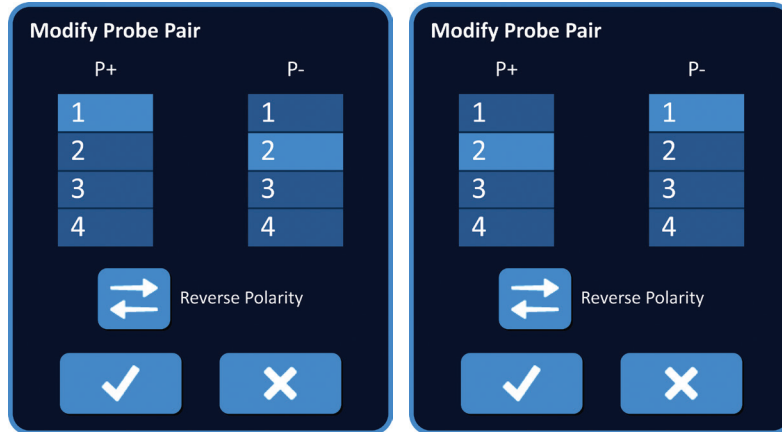 Modify Probe Pair
P+ P-
1 1
2 2
3 3
4 4
Reverse Polarity
Modify Probe Pair
P+ P-
1 1
2 2
3 3
4 4
Reverse Polarity